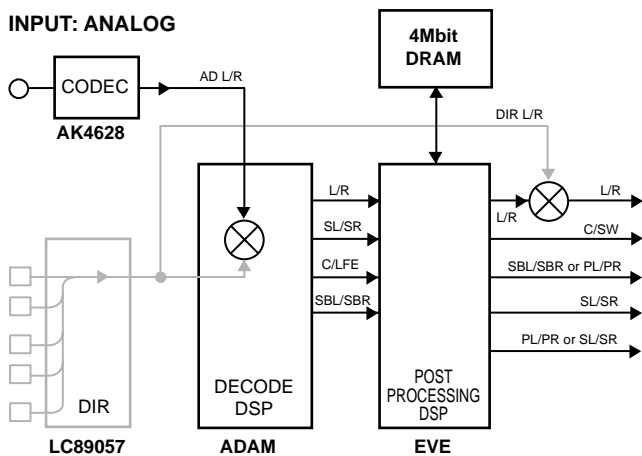 INPUT: ANALOG
4Mbit
DRAM
CODEC
AD L/R
AK4628
DIR L/R
L/R
L/R
L/R
SL/SR
C/SW
C/LFE
SBL/SBR or PL/PR
SBL/SBR
SL/SR
PL/PR or SL/SR
DIR
DECODE
DSP
POST
PROCESSING
DSP
LC89057
ADAM
EVE